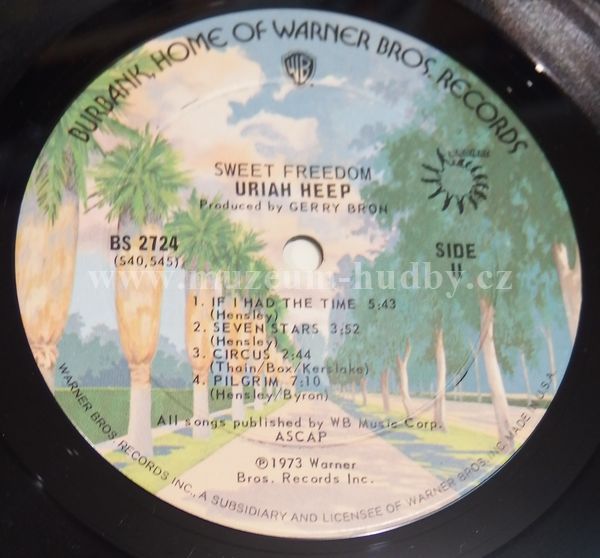 BURBANK, HOME OF WARNER BROS. RECORDS
WB
SWEET FREEDOM
URIAH HEEP
Produced by GERRY BRON
BS 2724
(S40,545)
SIDE
II
www.muzeum-hudby.cz
1. IF I HAD THE TIME 5:43
(Hensley)
2. SEVEN STARS 3:52
(Hensley)
3. CIRCUS 2:44
(Thain/Box/Kerslake)
4. PILGRIM 7:10
(Hensley/Byron)
All songs published by WB Music Corp.
ASCAP
℗1973 Warner
Bros. Records Inc.
WARNER BROS. RECORDS INC., A SUBSIDIARY AND LICENSEE OF WARNER BROS. INC. MADE IN U.S.A.